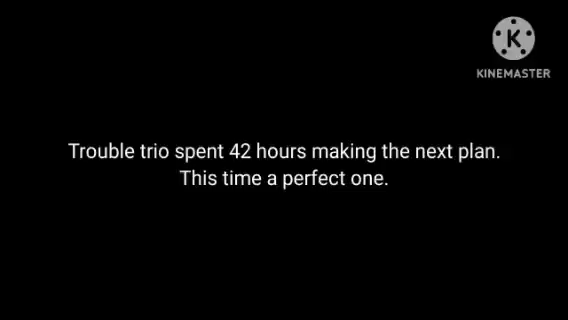 KINEMASTER
Trouble trio spent 42 hours making the next plan.
This time a perfect one.